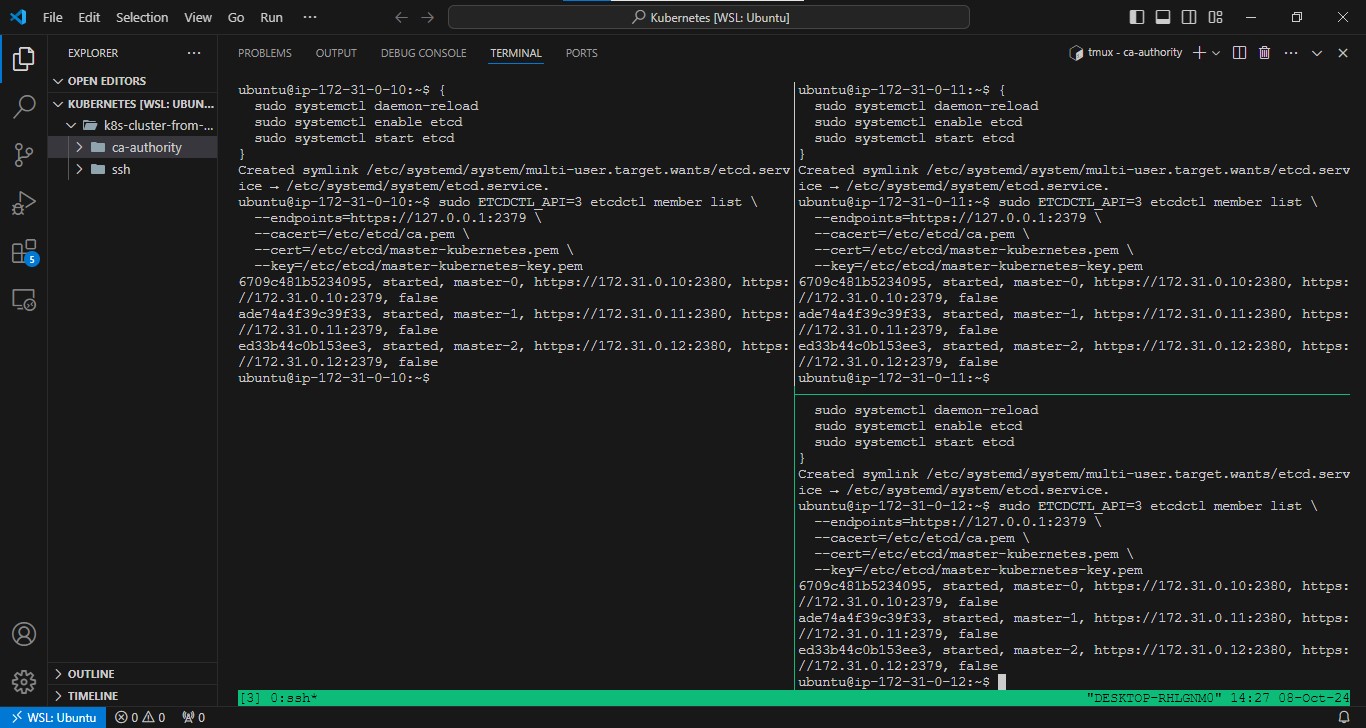 File Edit Selection View Go Run ···
Kubernetes [WSL: Ubuntu]
EXPLORER ···
OPEN EDITORS
KUBERNETES [WSL: UBUN...
k8s-cluster-from-...
ca-authority
ssh
5
OUTLINE
TIMELINE
PROBLEMS OUTPUT DEBUG CONSOLE TERMINAL PORTS
tmux - ca-authority
ubuntu@ip-172-31-0-10:~$ {
  sudo systemctl daemon-reload
  sudo systemctl enable etcd
  sudo systemctl start etcd
}
Created symlink /etc/systemd/system/multi-user.target.wants/etcd.serv
ice → /etc/systemd/system/etcd.service.
ubuntu@ip-172-31-0-10:~$ sudo ETCDCTL_API=3 etcdctl member list \
  --endpoints=https://127.0.0.1:2379 \
  --cacert=/etc/etcd/ca.pem \
  --cert=/etc/etcd/master-kubernetes.pem \
  --key=/etc/etcd/master-kubernetes-key.pem
6709c481b5234095, started, master-0, https://172.31.0.10:2380, https:
//172.31.0.10:2379, false
ade74a4f39c39f33, started, master-1, https://172.31.0.11:2380, https:
//172.31.0.11:2379, false
ed33b44c0b153ee3, started, master-2, https://172.31.0.12:2380, https:
//172.31.0.12:2379, false
ubuntu@ip-172-31-0-10:~$
ubuntu@ip-172-31-0-11:~$ {
  sudo systemctl daemon-reload
  sudo systemctl enable etcd
  sudo systemctl start etcd
}
Created symlink /etc/systemd/system/multi-user.target.wants/etcd.serv
ice → /etc/systemd/system/etcd.service.
ubuntu@ip-172-31-0-11:~$ sudo ETCDCTL_API=3 etcdctl member list \
  --endpoints=https://127.0.0.1:2379 \
  --cacert=/etc/etcd/ca.pem \
  --cert=/etc/etcd/master-kubernetes.pem \
  --key=/etc/etcd/master-kubernetes-key.pem
6709c481b5234095, started, master-0, https://172.31.0.10:2380, https:
//172.31.0.10:2379, false
ade74a4f39c39f33, started, master-1, https://172.31.0.11:2380, https:
//172.31.0.11:2379, false
ed33b44c0b153ee3, started, master-2, https://172.31.0.12:2380, https:
//172.31.0.12:2379, false
ubuntu@ip-172-31-0-11:~$
  sudo systemctl daemon-reload
  sudo systemctl enable etcd
  sudo systemctl start etcd
}
Created symlink /etc/systemd/system/multi-user.target.wants/etcd.serv
ice → /etc/systemd/system/etcd.service.
ubuntu@ip-172-31-0-12:~$ sudo ETCDCTL_API=3 etcdctl member list \
  --endpoints=https://127.0.0.1:2379 \
  --cacert=/etc/etcd/ca.pem \
  --cert=/etc/etcd/master-kubernetes.pem \
  --key=/etc/etcd/master-kubernetes-key.pem
6709c481b5234095, started, master-0, https://172.31.0.10:2380, https:
//172.31.0.10:2379, false
ade74a4f39c39f33, started, master-1, https://172.31.0.11:2380, https:
//172.31.0.11:2379, false
ed33b44c0b153ee3, started, master-2, https://172.31.0.12:2380, https:
//172.31.0.12:2379, false
ubuntu@ip-172-31-0-12:~$
[3] 0:ssh* "DESKTOP-RHLGNM0" 14:27 08-Oct-24
WSL: Ubuntu 0 0 0